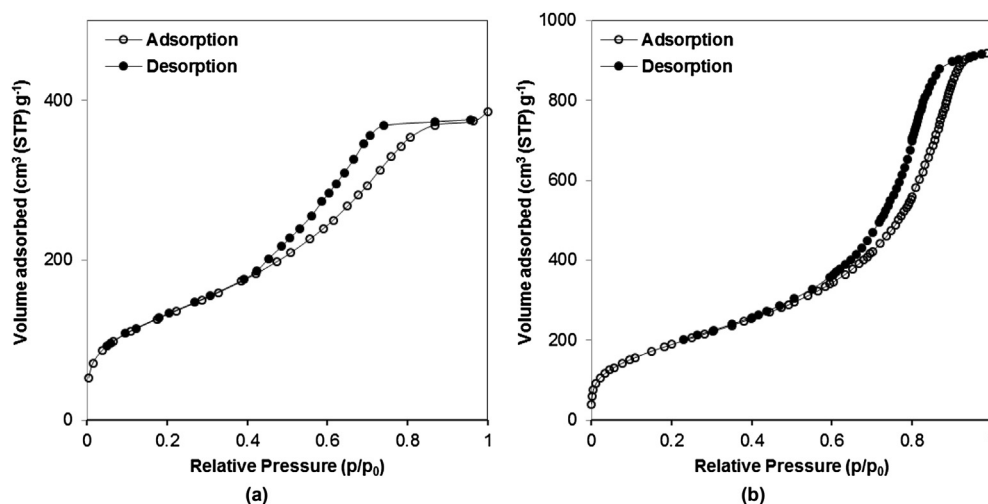 Adsorption
Desorption
400
200
0
0
0.2
0.4
0.6
0.8
1
Volume adsorbed (cm³ (STP) g⁻¹)
Relative Pressure (p/p₀)
(a)
Adsorption
Desorption
1000
800
600
400
200
0
0
0.2
0.4
0.6
0.8
Volume adsorbed (cm³ (STP) g⁻¹)
Relative Pressure (p/p₀)
(b)